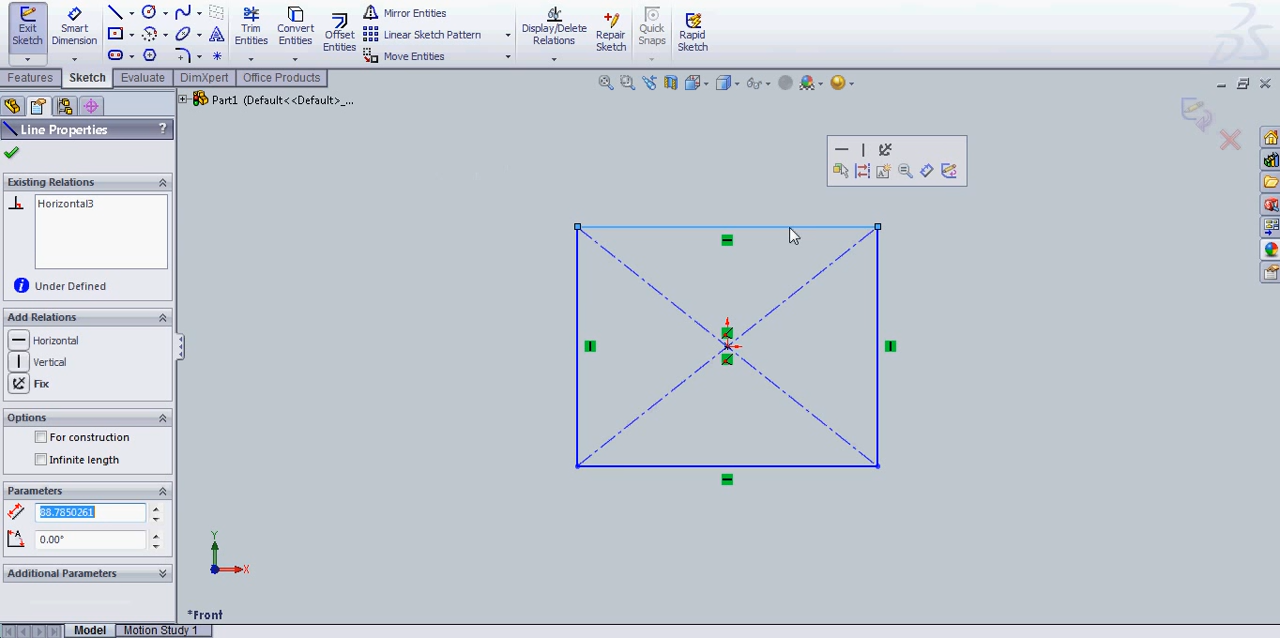 Exit Sketch
Smart Dimension
Trim Entities
Convert Entities
Offset Entities
Mirror Entities
Linear Sketch Pattern
Move Entities
Display/Delete Relations
Repair Sketch
Quick Snaps
Rapid Sketch
Features
Sketch
Evaluate
DimXpert
Office Products
Part1 (Default<<Default>_...
Line Properties
?
Existing Relations
Horizontal3
Under Defined
Add Relations
Horizontal
Vertical
Fix
Options
For construction
Infinite length
Parameters
88.7850261
0.00°
Additional Parameters
Y
X
*Front
Model
Motion Study 1